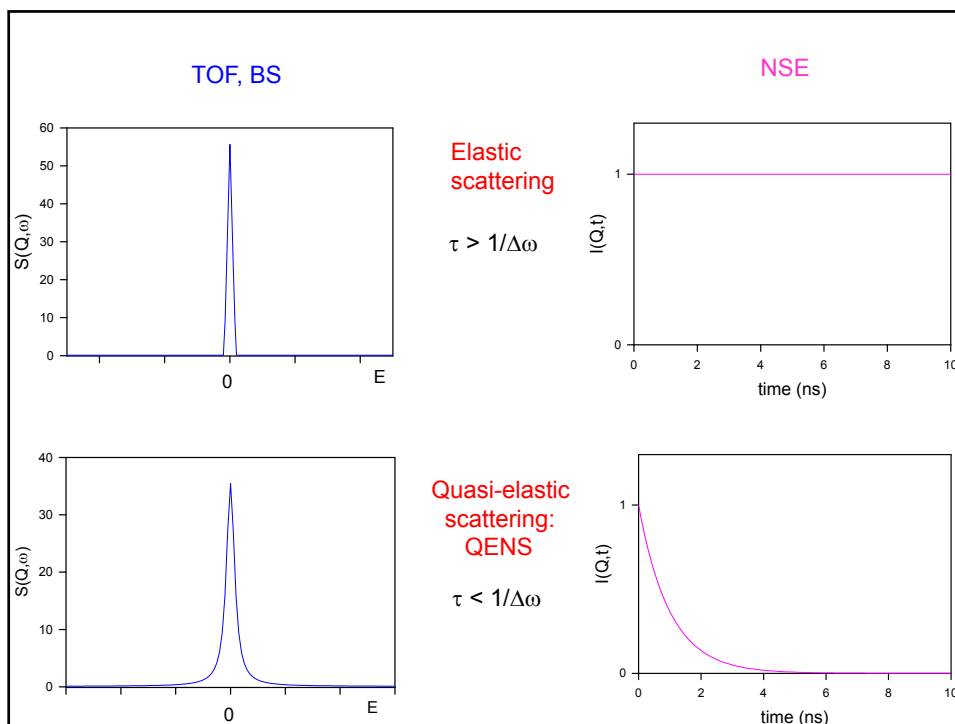 TOF, BS
NSE
60
50
40
30
20
10
0
S(Q,ω)
0
E
Elastic
scattering
τ > 1/Δω
1
0
I(Q,t)
0 2 4 6 8 10
time (ns)
40
30
20
10
0
S(Q,ω)
0
E
Quasi-elastic
scattering:
QENS
τ < 1/Δω
1
0
I(Q,t)
0 2 4 6 8 10
time (ns)